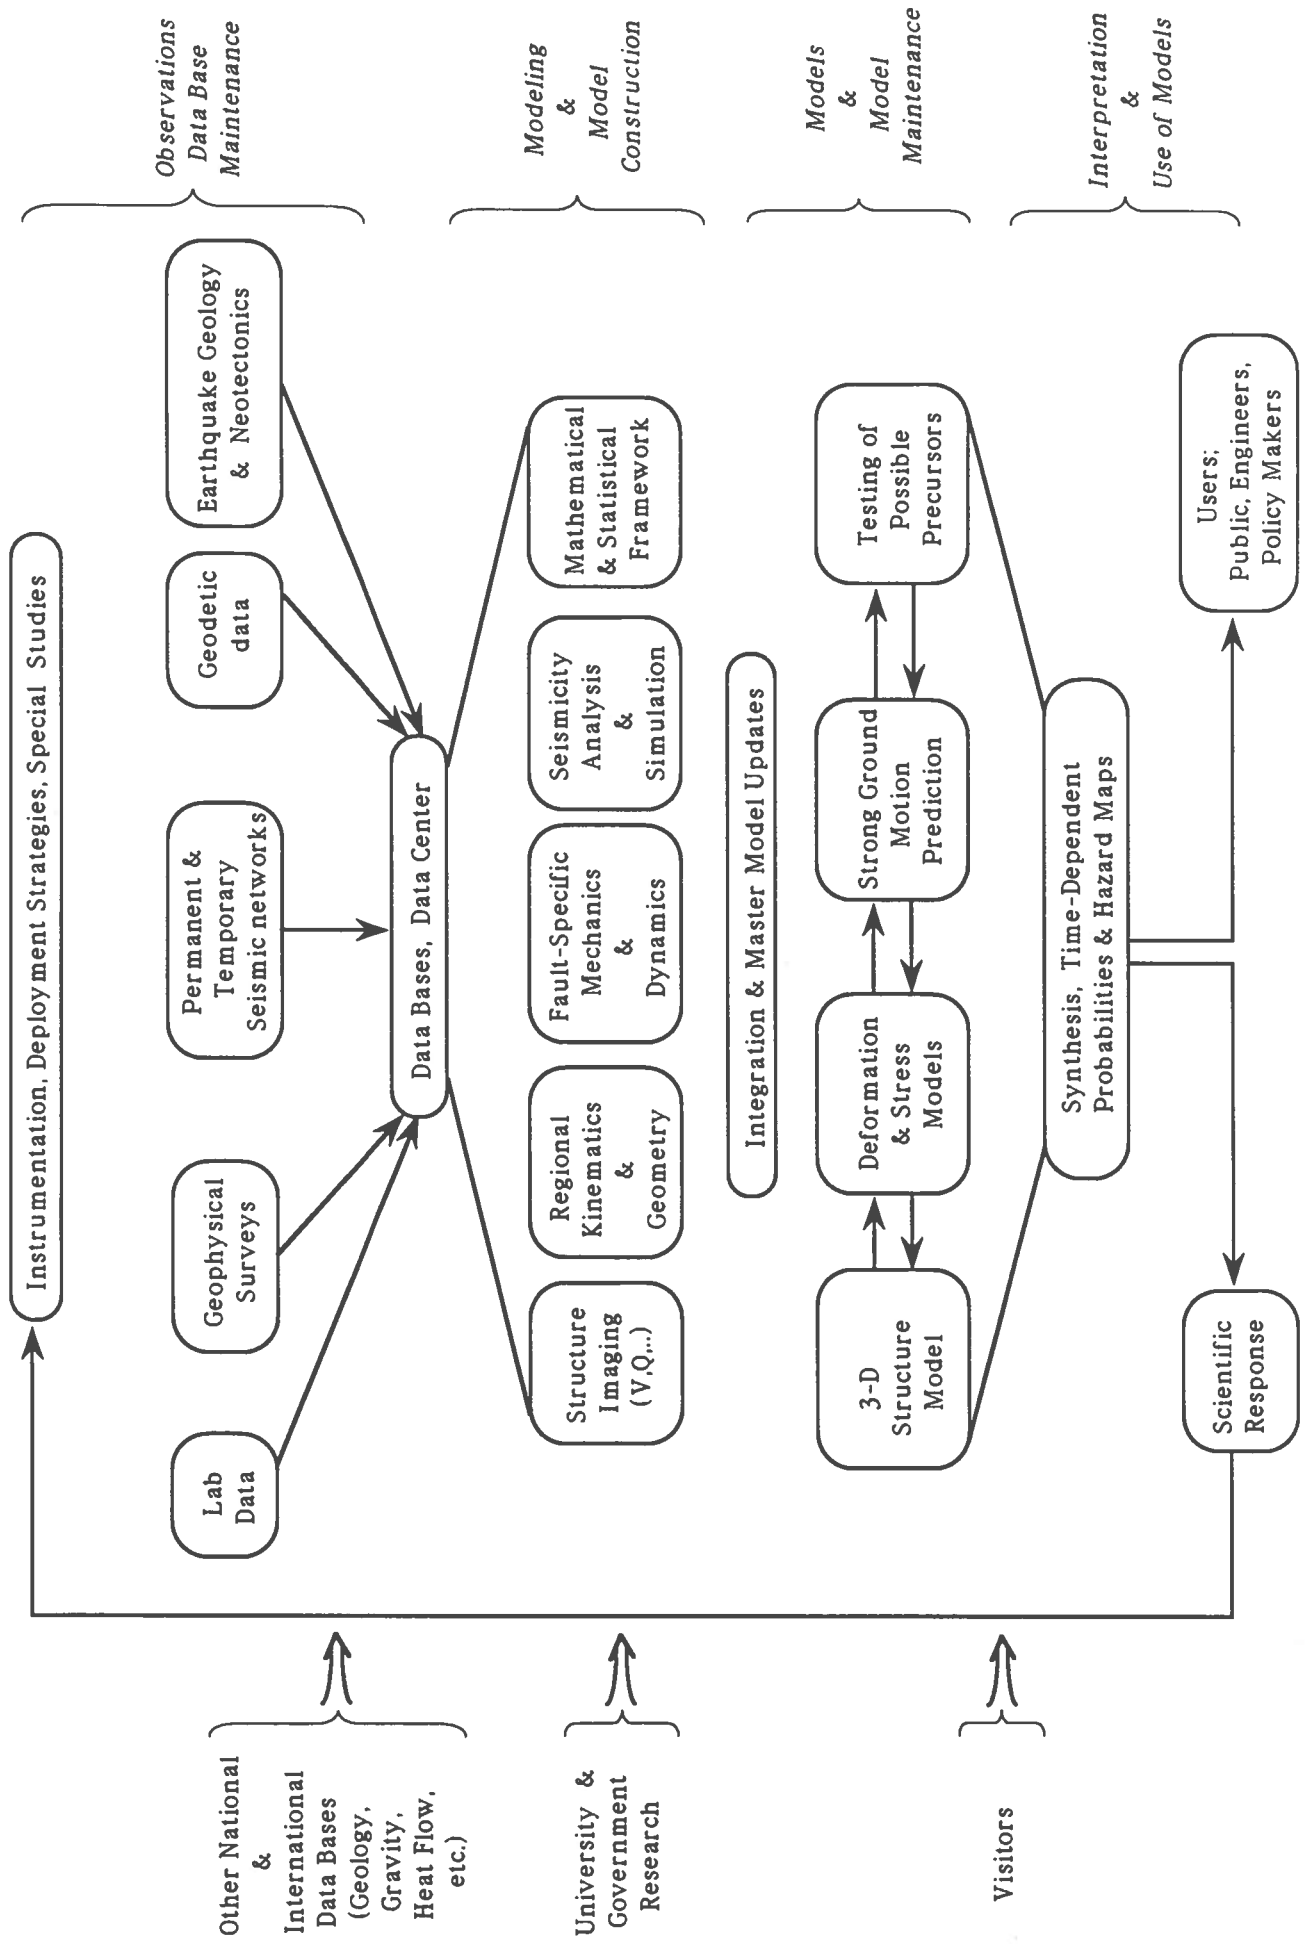 Instrumentation, Deployment Strategies, Special Studies
Observations
Data Base
Maintenance
Other National
&
International
Data Bases
(Geology,
Gravity,
Heat Flow,
etc.)
Lab
Data
Geophysical
Surveys
Permanent &
Temporary
Seismic networks
Geodetic
data
Earthquake Geology
& Neotectonics
Data Bases, Data Center
Modeling
&
Model
Construction
University &
Government
Research
Structure
Imaging
(V,Q,...)
Regional
Kinematics
&
Geometry
Fault-Specific
Mechanics
&
Dynamics
Seismicity
Analysis
&
Simulation
Mathematical
& Statistical
Framework
Integration & Master Model Updates
Models
&
Model
Maintenance
3-D
Structure
Model
Deformation
& Stress
Models
Strong Ground
Motion
Prediction
Testing of
Possible
Precursors
Visitors
Synthesis, Time-Dependent
Probabilities & Hazard Maps
Interpretation
&
Use of Models
Scientific
Response
Users;
Public, Engineers,
Policy Makers